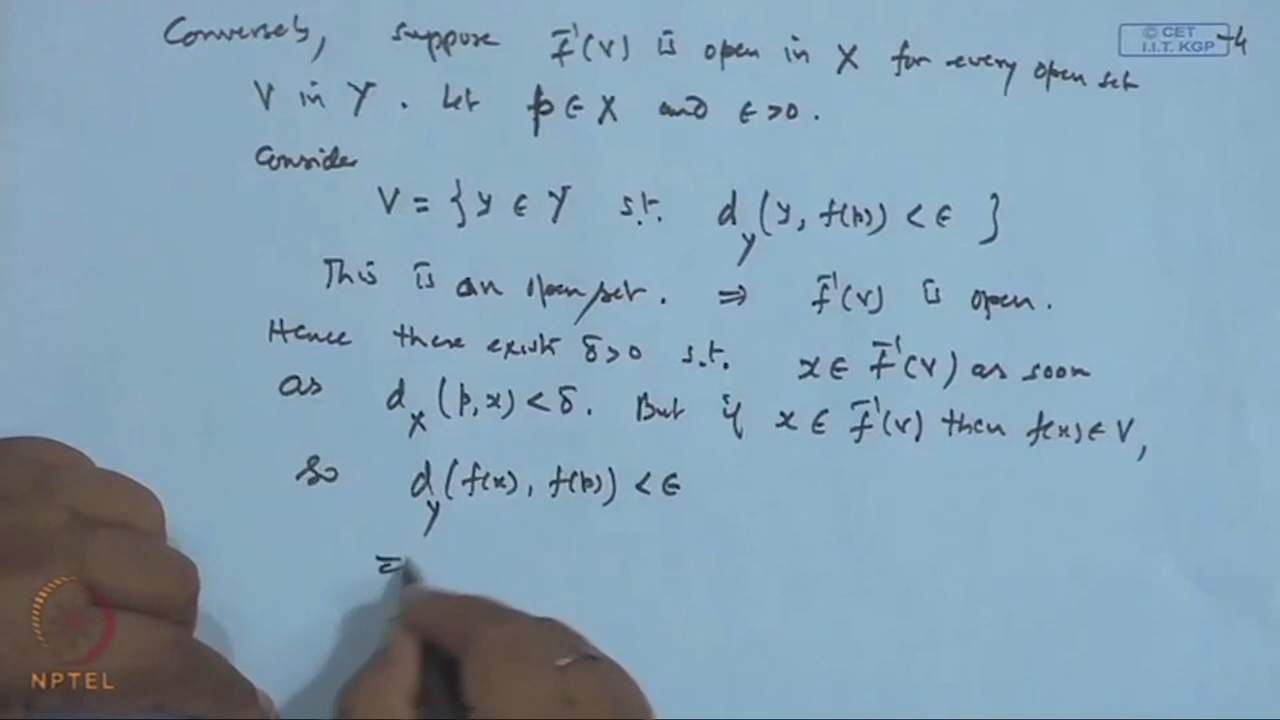 Conversely, suppose f⁻¹(V) is open in X for every open set
© CET
I.I.T. KGP
-4
V in Y. Let p ∈ X and ε>0.
Consider
V = {y ∈ Y s.t. d_Y(y, f(p)) < ε}
This is an open set. ⇒ f⁻¹(V) is open.
Hence there exists δ>0 s.t. x ∈ f⁻¹(V) as soon
as d_X(p,x) < δ. But if x ∈ f⁻¹(V) then f(x) ∈ V,
So d_Y(f(x), f(p)) < ε
NPTEL